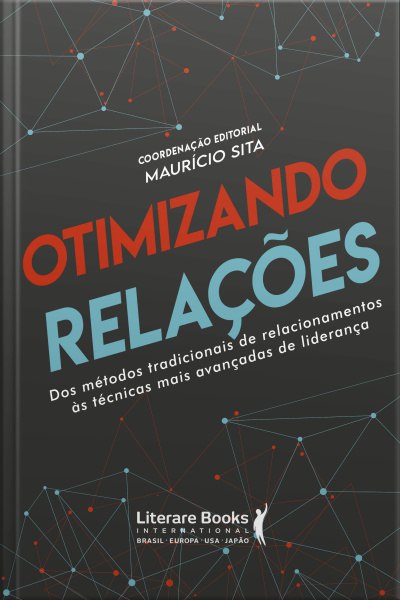 COORDENAÇÃO EDITORIAL
MAURÍCIO SITA
OTIMIZANDO
RELAÇÕES
Dos métodos tradicionais de relacionamentos
às técnicas mais avançadas de liderança
Literare Books
INTERNATIONAL
BRASIL · EUROPA · USA · JAPÃO